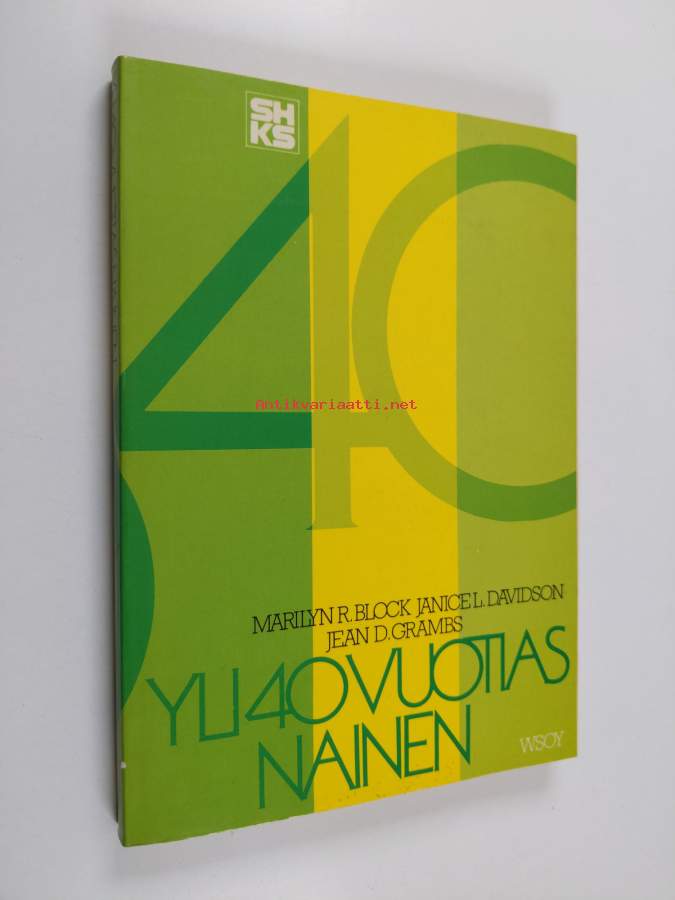 SH
KS
40
Antikvariaatti.net
MARILYN R. BLOCK JANICE L. DAVIDSON
JEAN D. GRAMBS
YLI 40 VUOTIAS
NAINEN
WSOY